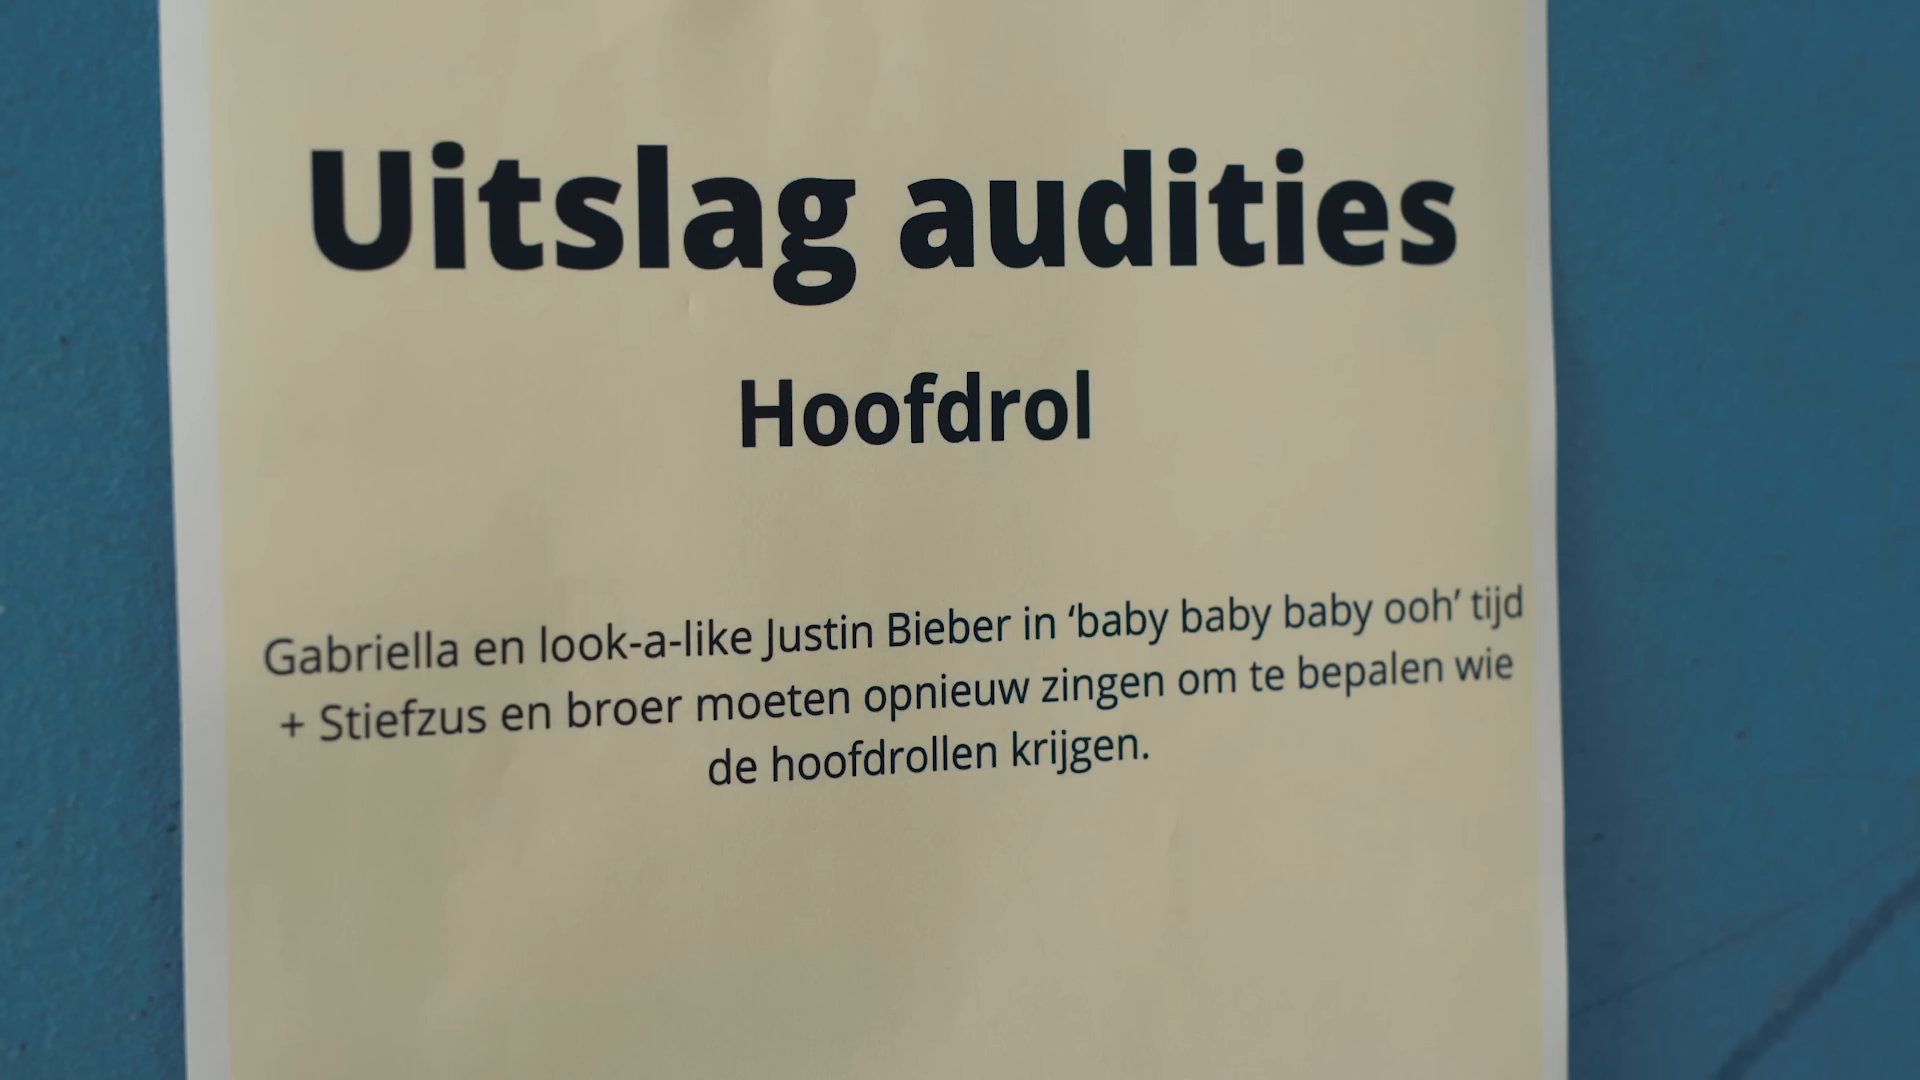 Uitslag audities
Hoofdrol
Gabriella en look-a-like Justin Bieber in ‘baby baby baby ooh’ tijd
+ Stiefzus en broer moeten opnieuw zingen om te bepalen wie
de hoofdrollen krijgen.